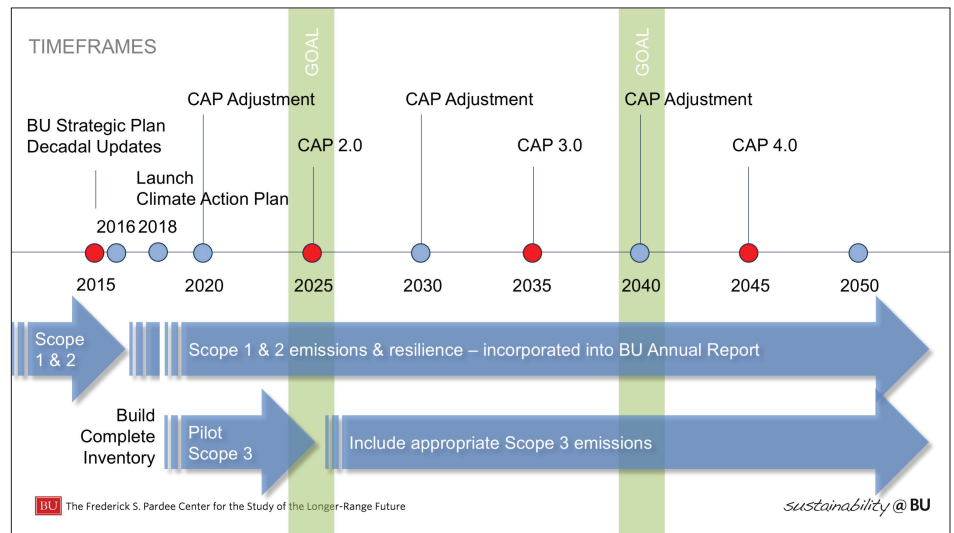 TIMEFRAMES
GOAL
GOAL
CAP Adjustment
CAP Adjustment
CAP Adjustment
BU Strategic Plan
Decadal Updates
CAP 2.0
CAP 3.0
CAP 4.0
Launch
Climate Action Plan
2016 2018
2015
2020
2025
2030
2035
2040
2045
2050
Scope
1 & 2
Scope 1 & 2 emissions & resilience – incorporated into BU Annual Report
Build
Complete
Inventory
Pilot
Scope 3
Include appropriate Scope 3 emissions
BU The Frederick S. Pardee Center for the Study of the Longer-Range Future
sustainability @ BU